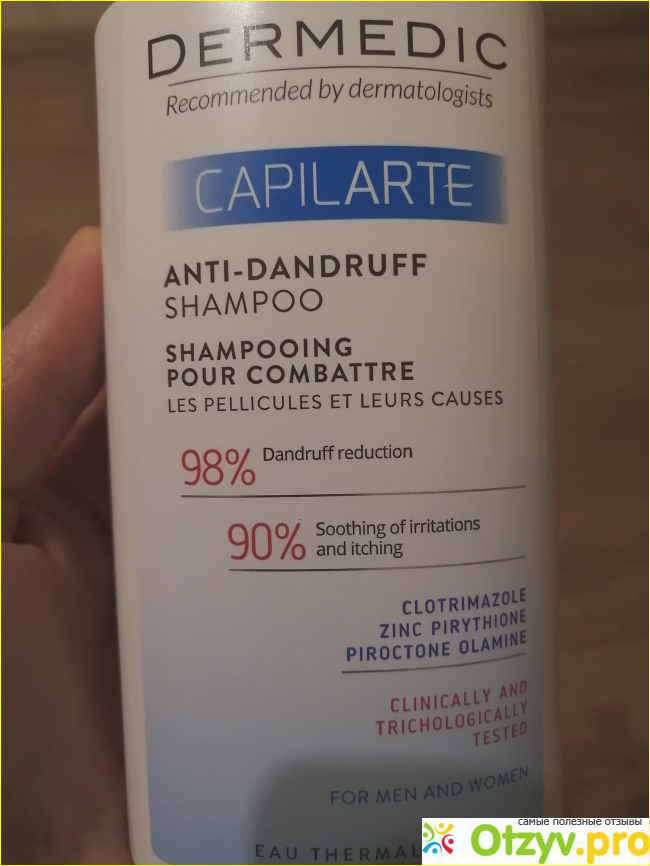 DERMEDIC
Recommended by dermatologists
CAPILARTE
ANTI-DANDRUFF
SHAMPOO
SHAMPOOING
POUR COMBATTRE
LES PELLICULES ET LEURS CAUSES
98% Dandruff reduction
90% Soothing of irritations
and itching
CLOTRIMAZOLE
ZINC PIRYTHIONE
PIROCTONE OLAMINE
CLINICALLY AND
TRICHOLOGICALLY
TESTED
FOR MEN AND WOMEN
EAU THERMAL
самые полезные отзывы
Otzyv.pro